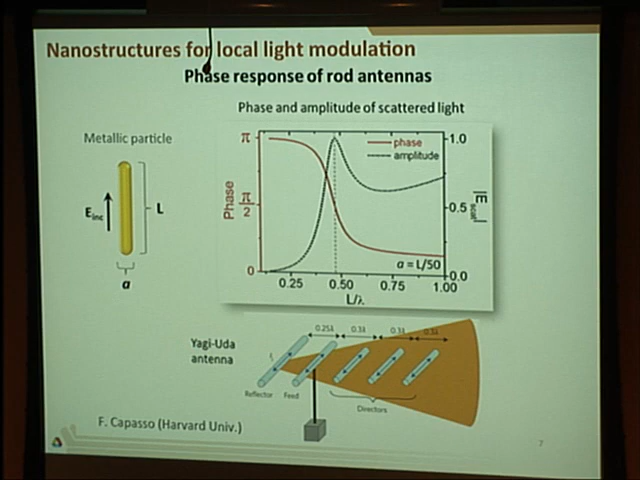 Nanostructures for local light modulation
Phase response of rod antennas
Phase and amplitude of scattered light
Metallic particle
E inc
L
a
π
π
2
0
Phase
phase
amplitude
1.0
0.5
0.0
|E scat|
a = L/50
0.25 0.50 0.75 1.00
L/λ
Yagi-Uda
antenna
0.25λ 0.3λ 0.3λ 0.3λ
Reflector Feed
Directors
F. Capasso (Harvard Univ.)
7